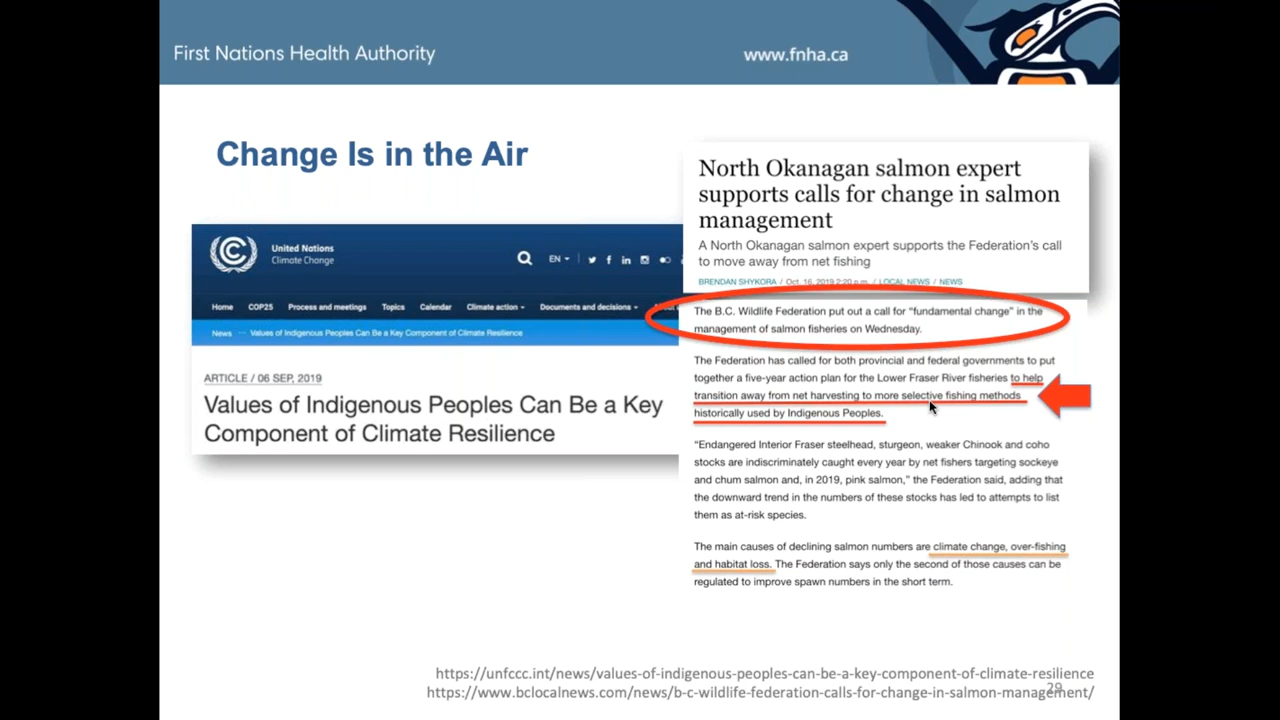 First Nations Health Authority
www.fnha.ca
Change Is in the Air
United Nations
Climate Change
EN
Home COP25 Process and meetings Topics Calendar Climate action Documents and decisions
News — Values of Indigenous Peoples Can Be a Key Component of Climate Resilience
ARTICLE / 06 SEP, 2019
Values of Indigenous Peoples Can Be a Key
Component of Climate Resilience
North Okanagan salmon expert
supports calls for change in salmon
management
A North Okanagan salmon expert supports the Federation's call
to move away from net fishing
BRENDAN SHYKORA / Oct. 16, 2019 2:20 p.m. / LOCAL NEWS / NEWS
The B.C. Wildlife Federation put out a call for “fundamental change” in the
management of salmon fisheries on Wednesday.
The Federation has called for both provincial and federal governments to put
together a five-year action plan for the Lower Fraser River fisheries to help
transition away from net harvesting to more selective fishing methods
historically used by Indigenous Peoples.
“Endangered Interior Fraser steelhead, sturgeon, weaker Chinook and coho
stocks are indiscriminately caught every year by net fishers targeting sockeye
and chum salmon and, in 2019, pink salmon,” the Federation said, adding that
the downward trend in the numbers of these stocks has led to attempts to list
them as at-risk species.
The main causes of declining salmon numbers are climate change, over-fishing
and habitat loss. The Federation says only the second of those causes can be
regulated to improve spawn numbers in the short term.
https://unfccc.int/news/values-of-indigenous-peoples-can-be-a-key-component-of-climate-resilience
https://www.bclocalnews.com/news/b-c-wildlife-federation-calls-for-change-in-salmon-management/
29